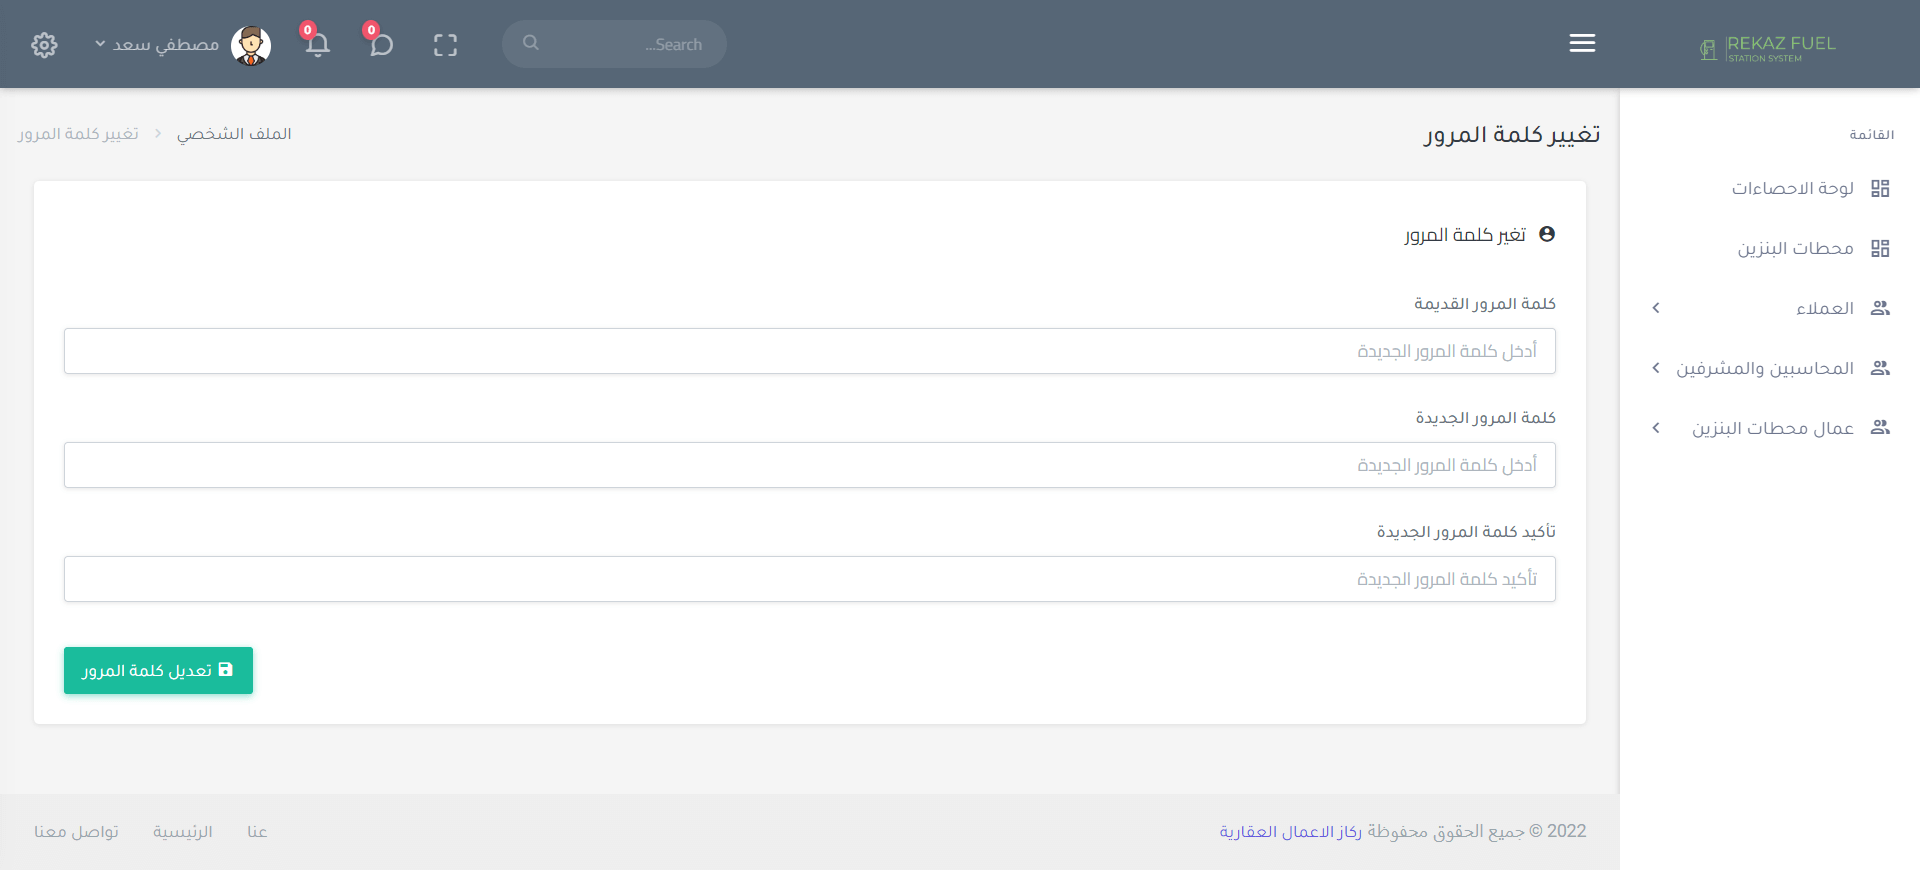 REKAZ FUEL
STATION SYSTEM
Search...
0
0
مصطفي سعد
القائمة
لوحة الاحصاءات
محطات البنزين
العملاء
المحاسبين والمشرفين
عمال محطات البنزين
تغيير كلمة المرور
الملف الشخصي
تغيير كلمة المرور
تغير كلمة المرور
كلمة المرور القديمة
أدخل كلمة المرور الجديدة
كلمة المرور الجديدة
أدخل كلمة المرور الجديدة
تأكيد كلمة المرور الجديدة
تأكيد كلمة المرور الجديدة
تعديل كلمة المرور
2022 © جميع الحقوق محفوظة ركاز الاعمال العقارية
عنا
الرئيسية
تواصل معنا